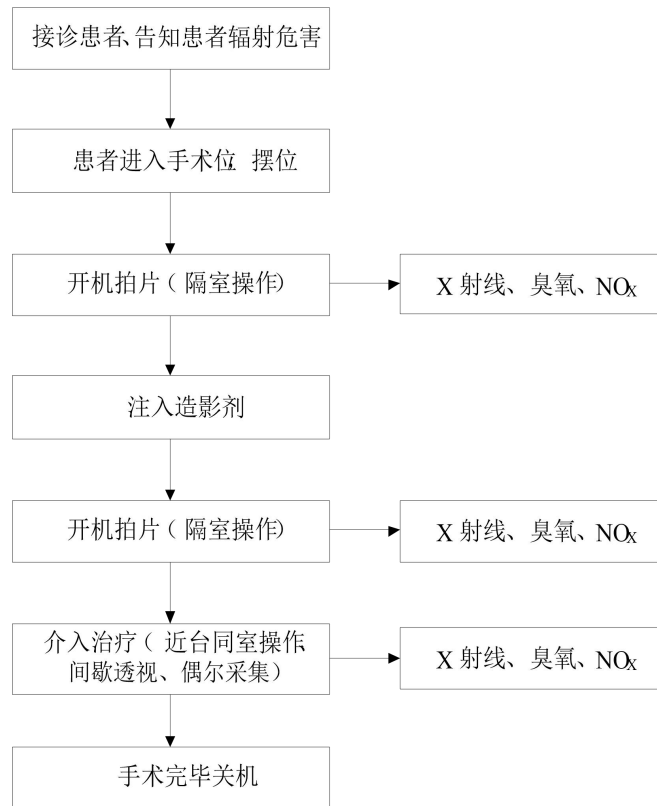 接诊患者、告知患者辐射危害
患者进入手术位，摆位
开机拍片（隔室操作）
X 射线、臭氧、NOx
注入造影剂
开机拍片（隔室操作）
X 射线、臭氧、NOx
介入治疗（近台同室操作、
间歇透视、偶尔采集）
X 射线、臭氧、NOx
手术完毕关机